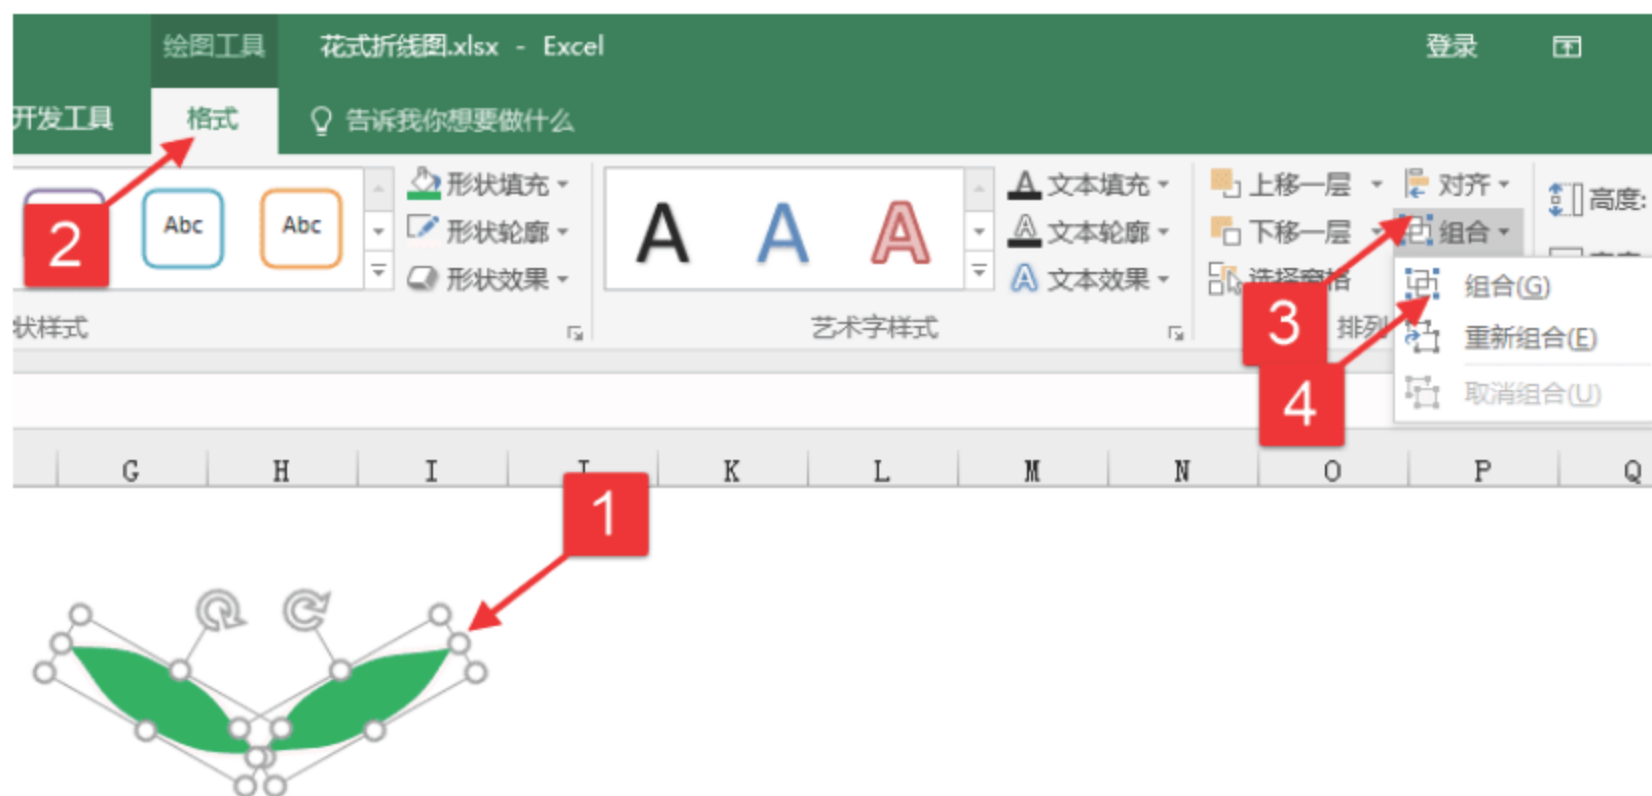 绘图工具 花式折线图.xlsx - Excel 登录
开发工具 格式 告诉我你想要做什么
形状填充 文本填充 上移一层 对齐
Abc Abc 形状轮廓 A A A 文本轮廓 下移一层 组合 高度:
形状效果 文本效果 选择窗格
组合(G)
状样式 艺术字样式 排列
重新组合(E)
取消组合(U)
2
3
4
G H I J K L M N O P Q
1